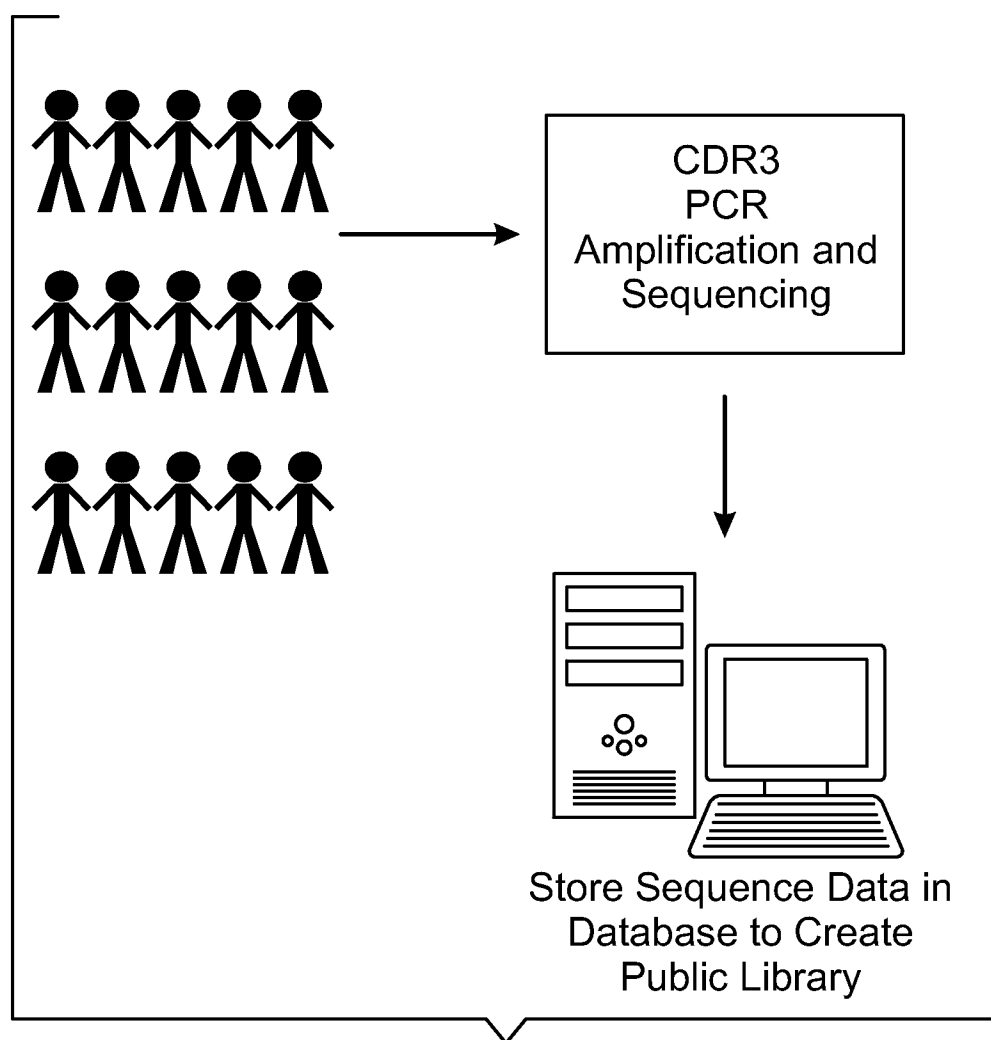 CDR3
PCR
Amplification and
Sequencing
Store Sequence Data in
Database to Create
Public Library